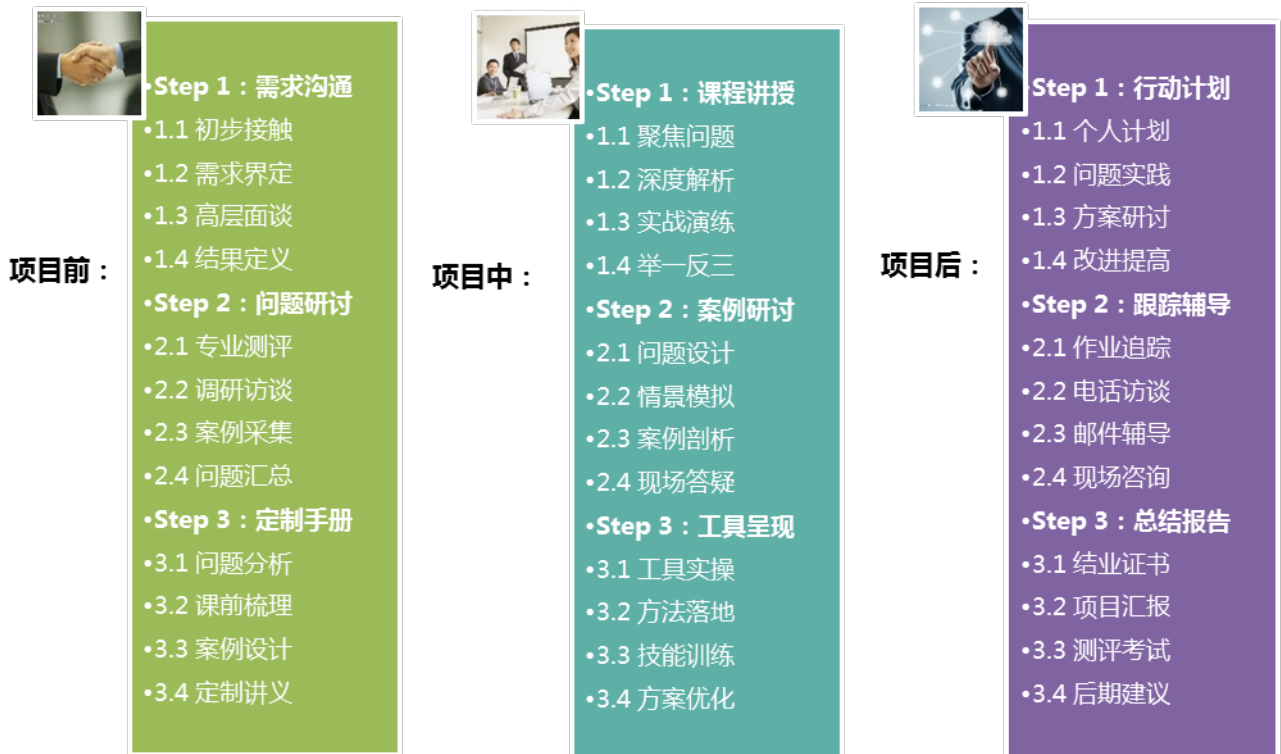 项目前：
•Step 1：需求沟通
•1.1 初步接触
•1.2 需求界定
•1.3 高层面谈
•1.4 结果定义
•Step 2：问题研讨
•2.1 专业测评
•2.2 调研访谈
•2.3 案例采集
•2.4 问题汇总
•Step 3：定制手册
•3.1 问题分析
•3.2 课前梳理
•3.3 案例设计
•3.4 定制讲义
项目中：
•Step 1：课程讲授
•1.1 聚焦问题
•1.2 深度解析
•1.3 实战演练
•1.4 举一反三
•Step 2：案例研讨
•2.1 问题设计
•2.2 情景模拟
•2.3 案例剖析
•2.4 现场答疑
•Step 3：工具呈现
•3.1 工具实操
•3.2 方法落地
•3.3 技能训练
•3.4 方案优化
项目后：
•Step 1：行动计划
•1.1 个人计划
•1.2 问题实践
•1.3 方案研讨
•1.4 改进提高
•Step 2：跟踪辅导
•2.1 作业追踪
•2.2 电话访谈
•2.3 邮件辅导
•2.4 现场咨询
•Step 3：总结报告
•3.1 结业证书
•3.2 项目汇报
•3.3 测评考试
•3.4 后期建议